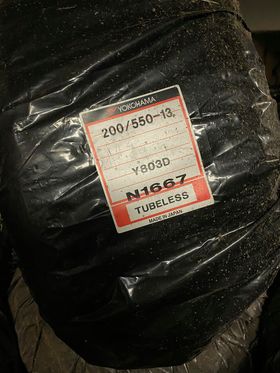 YOKOHAMA
200/550-13
Y803D
N1667
TUBELESS
MADE IN JAPAN